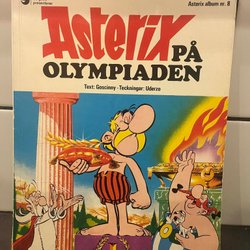 Asterix album nr. 8
Asterix
PÅ
OLYMPIADEN
Text: Goscinny · Teckningar: Uderzo